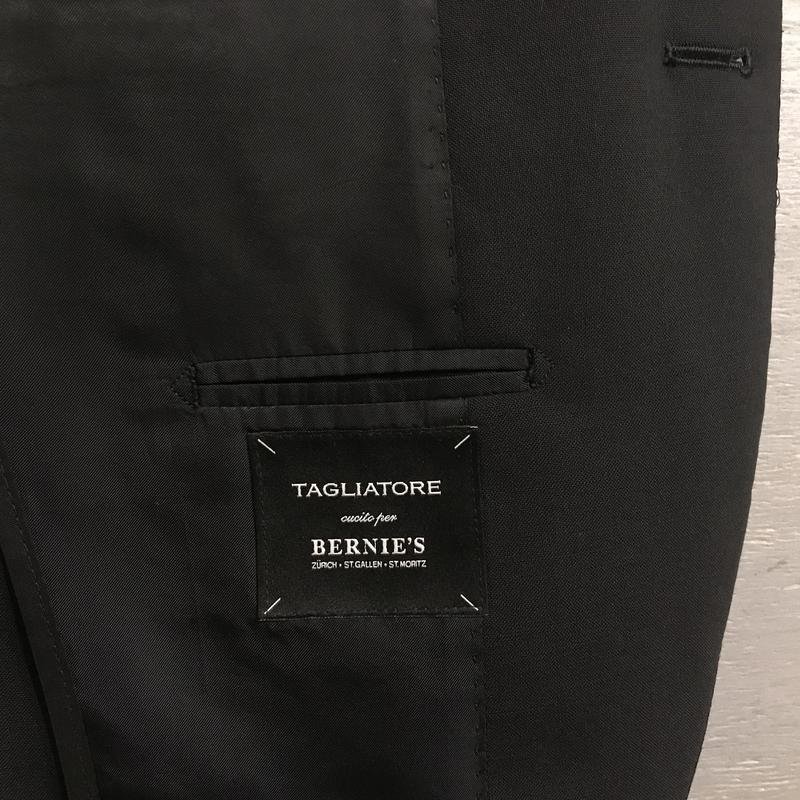 TAGLIATORE
cucito per
BERNIE'S
ZÜRICH • ST.GALLEN • ST.MORITZ